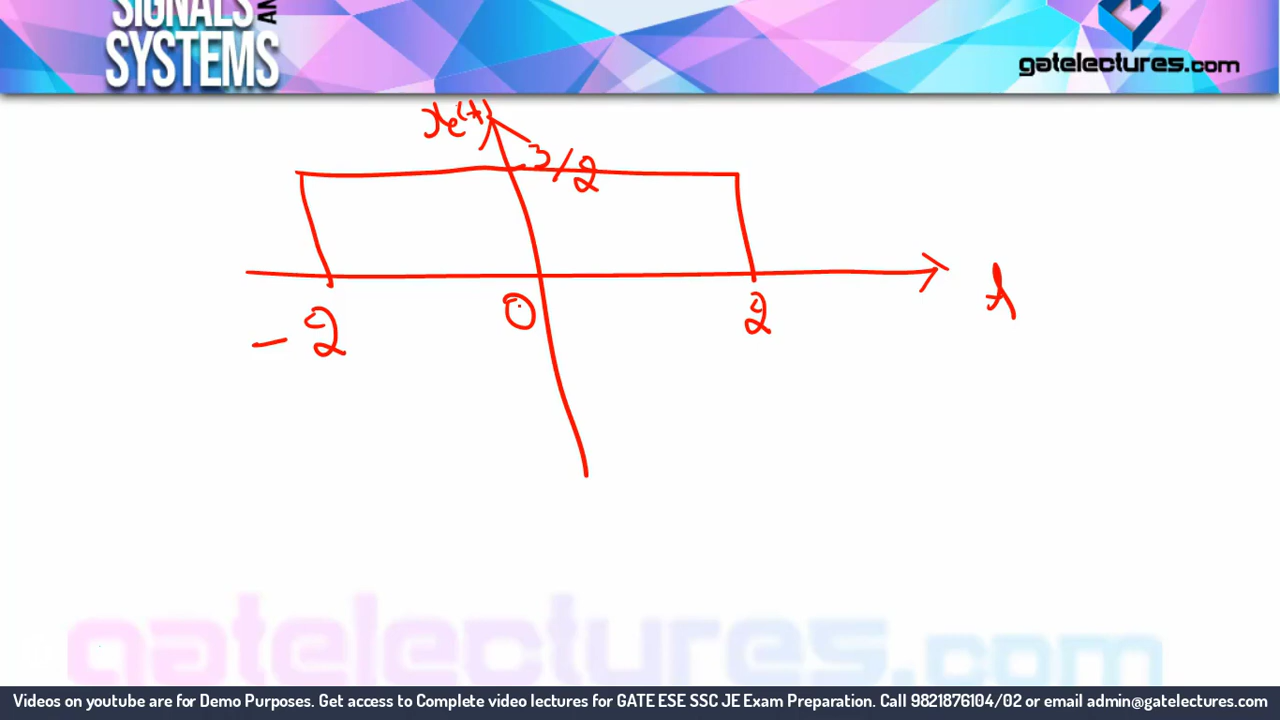 SIGNALS AND
SYSTEMS
gatelectures.com
xe(t)
3/2
-2
0
2
t
gatelectures.com
Videos on youtube are for Demo Purposes. Get access to Complete video lectures for GATE ESE SSC JE Exam Preparation. Call 9821876104/02 or email admin@gatelectures.com